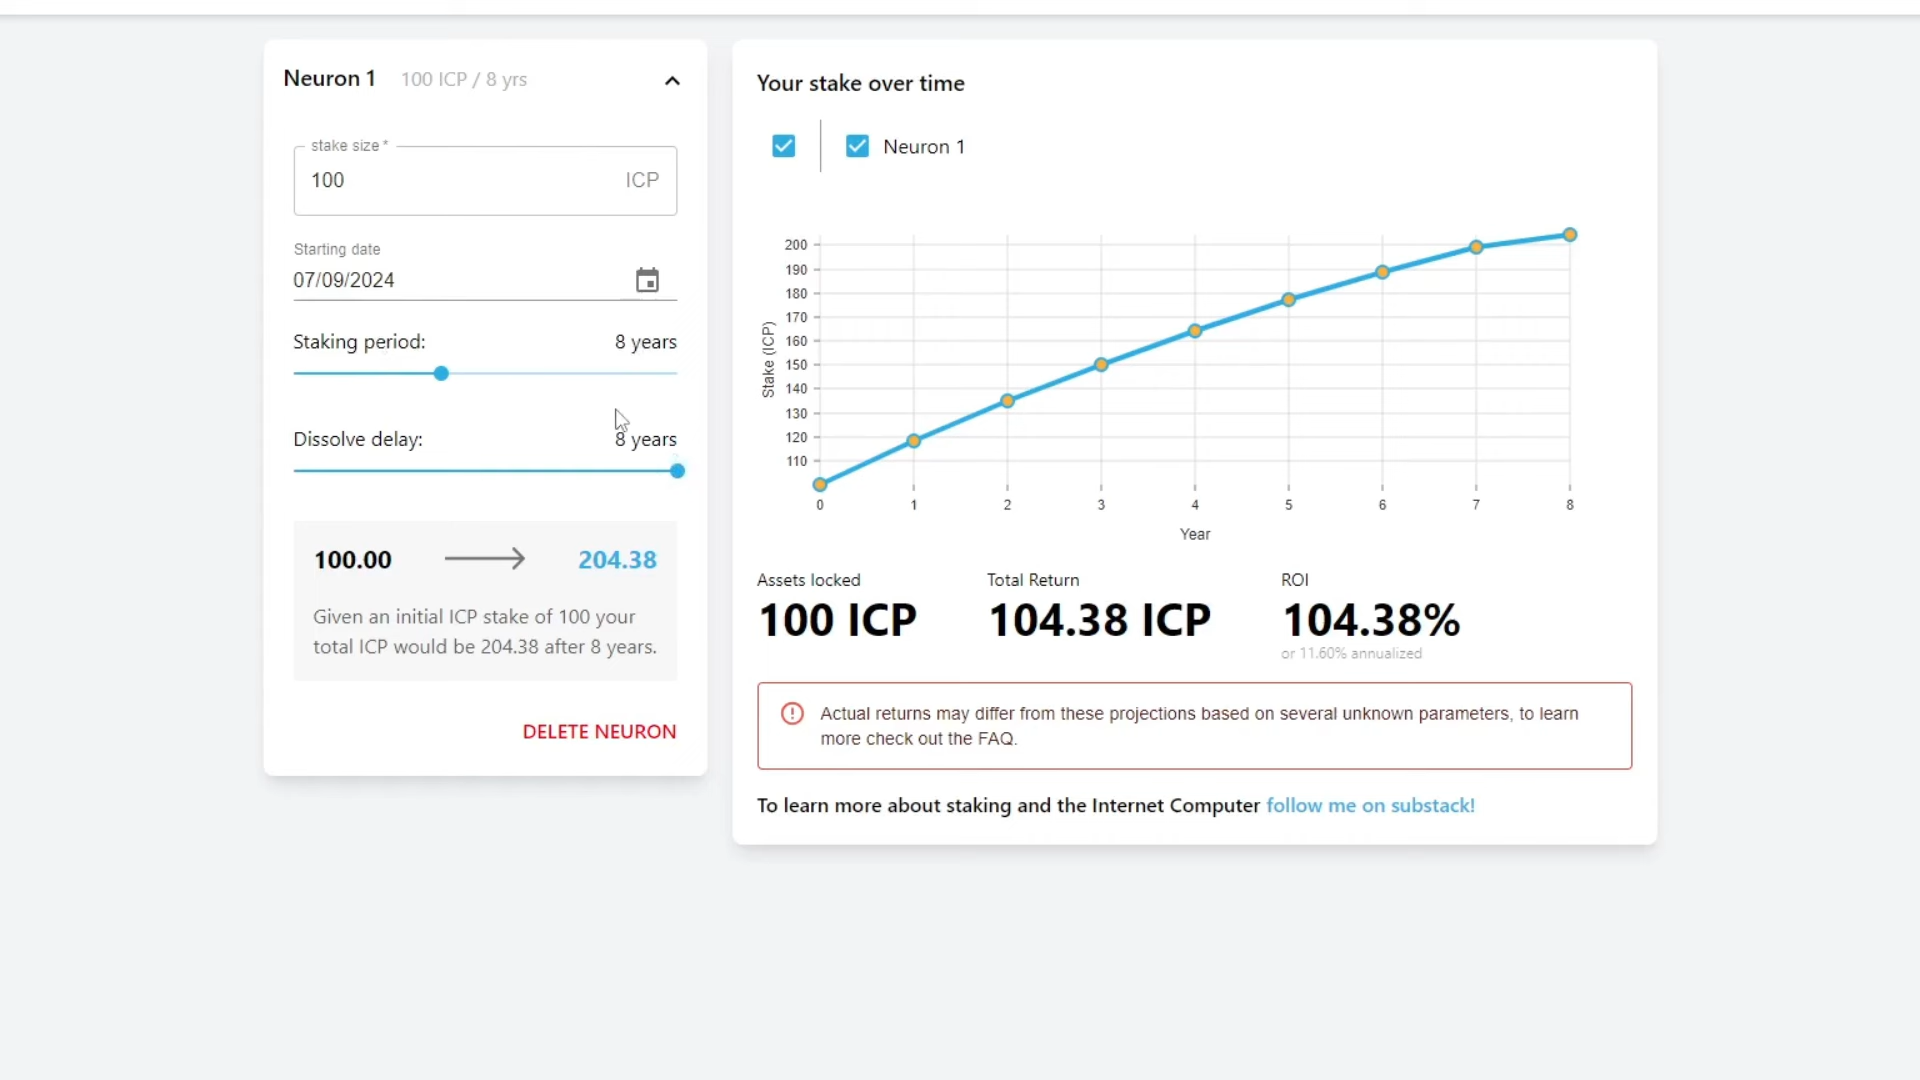 Neuron 1 100 ICP / 8 yrs
stake size *
100 ICP
Starting date
07/09/2024
Staking period: 8 years
Dissolve delay: 8 years
100.00 204.38
Given an initial ICP stake of 100 your
total ICP would be 204.38 after 8 years.
DELETE NEURON
Your stake over time
Neuron 1
200
190
180
170
160
150
140
130
120
110
Stake (ICP)
0 1 2 3 4 5 6 7 8
Year
Assets locked Total Return ROI
100 ICP 104.38 ICP 104.38%
or 11.60% annualized
Actual returns may differ from these projections based on several unknown parameters, to learn
more check out the FAQ.
To learn more about staking and the Internet Computer follow me on substack!